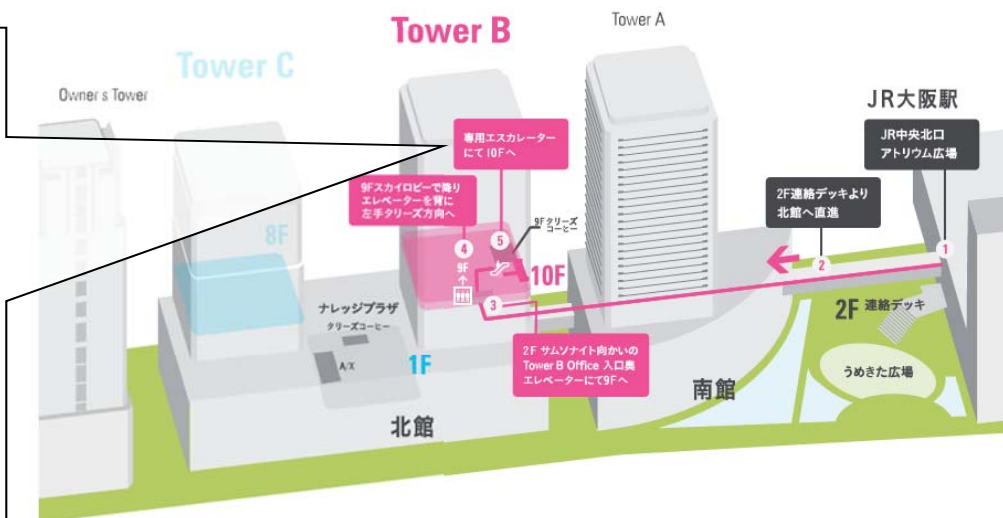 Tower B
Tower A
Tower C
Owner s Tower
JR大阪駅
JR中央北口
アトリウム広場
専用エスカレーター
にて10Fへ
2F連絡デッキより
北館へ直進
9Fスカイロビーで降り
エレベーターを背に
左手タリーズ方向へ
9Fタリーズ
コーヒー
8F
4
5
9F
↑
10F
1
2
3
2F 連絡デッキ
ナレッジプラザ
タリーズコーヒー
A/X
1F
2F サムソナイト向かいの
Tower B Office 入口奥
エレベーターにて9Fへ
うめきた広場
南館
北館